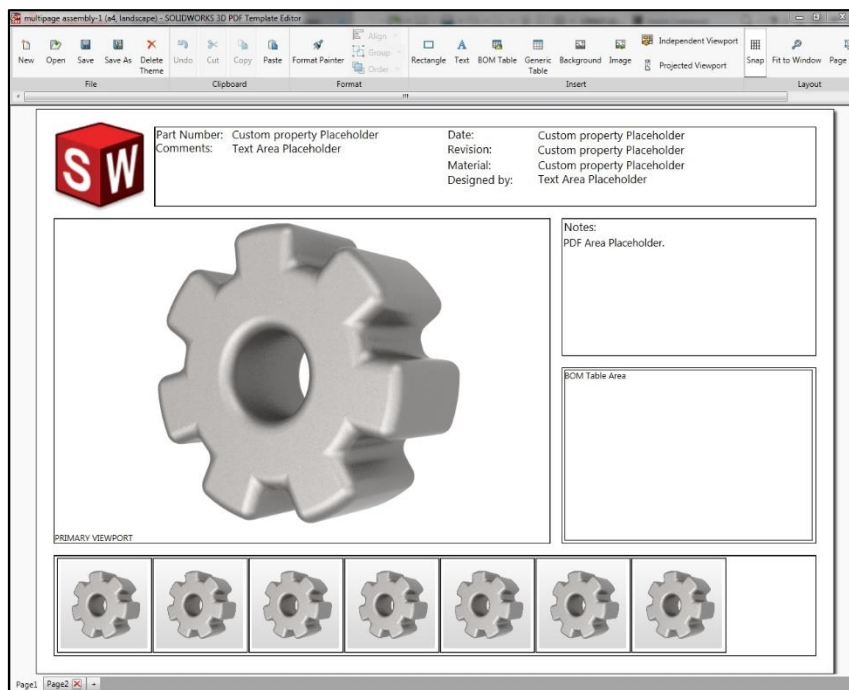 multipage assembly-1 (a4, landscape) - SOLIDWORKS 3D PDF Template Editor
New Open Save Save As Delete Theme Undo Cut Copy Paste Format Painter Align Group Order Rectangle Text BOM Table Generic Table Background Image Independent Viewport Projected Viewport Snap Fit to Window Page
File Clipboard Format Insert Layout
SW
Part Number: Custom property Placeholder Date: Custom property Placeholder
Comments: Text Area Placeholder Revision: Custom property Placeholder
Material: Custom property Placeholder
Designed by: Text Area Placeholder
Notes:
PDF Area Placeholder.
BOM Table Area
PRIMARY VIEWPORT
Page1 Page2